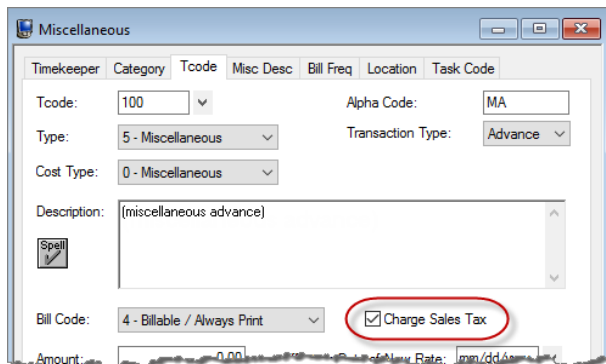 Miscellaneous
Timekeeper Category Tcode Misc Desc Bill Freq Location Task Code
Tcode: 100 Alpha Code: MA
Type: 5 - Miscellaneous Transaction Type: Advance
Cost Type: 0 - Miscellaneous
Description: (miscellaneous advance)
Spell
Bill Code: 4 - Billable / Always Print Charge Sales Tax
Amount: 0.00 New Rate: